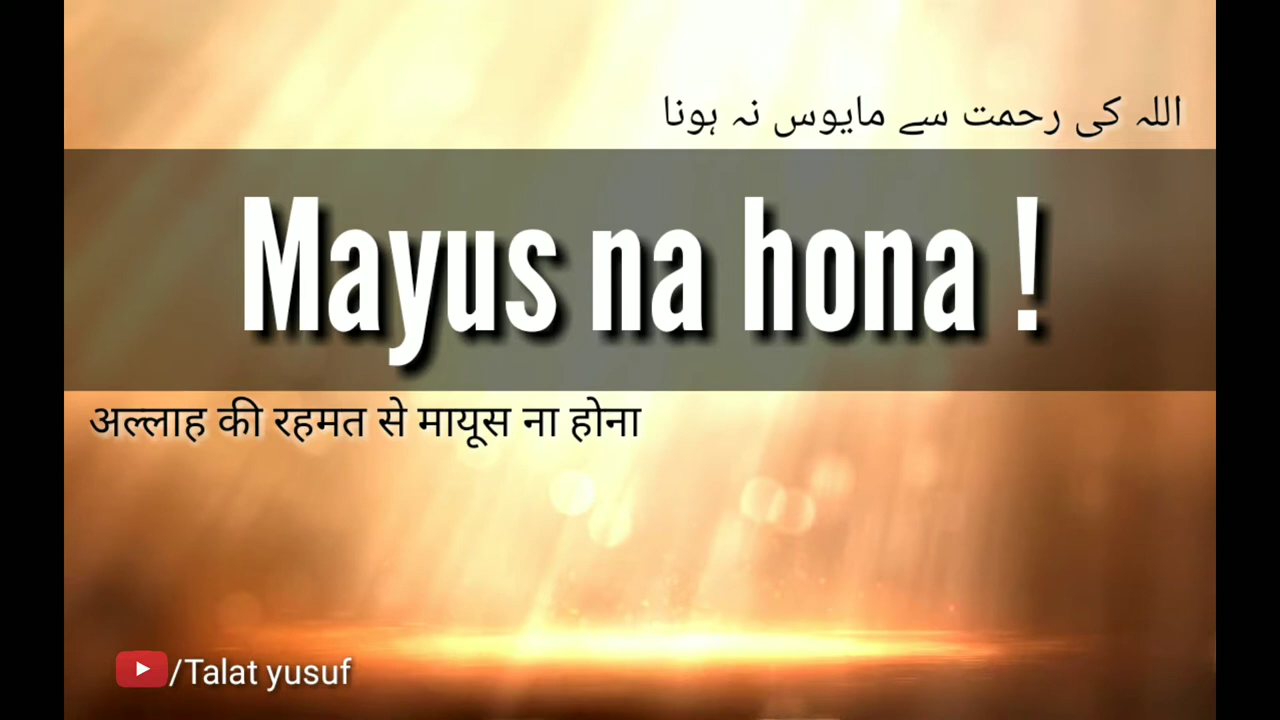 اللہ کی رحمت سے مایوس نہ ہونا
Mayus na hona !
अल्लाह की रहमत से मायूस ना होना
/Talat yusuf